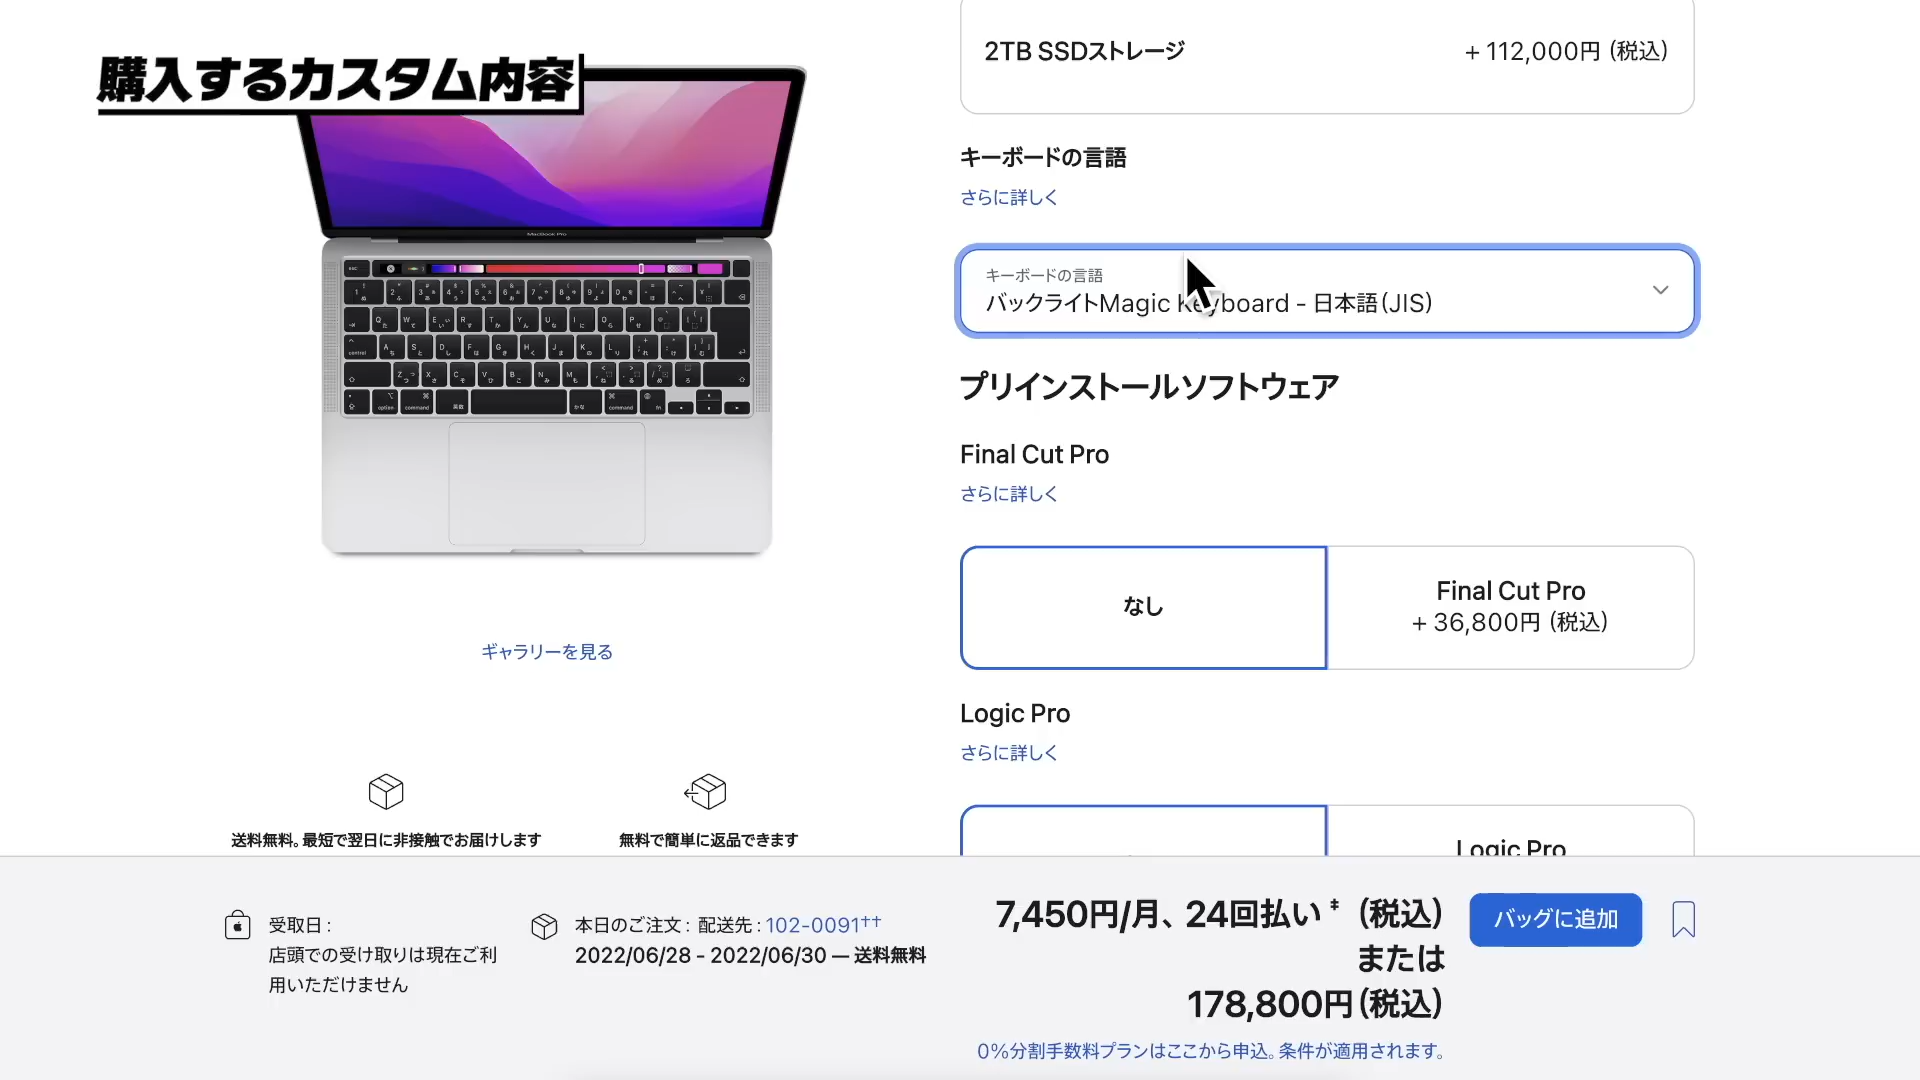 購入するカスタム内容
2TB SSDストレージ
+ 112,000円 (税込)
キーボードの言語
さらに詳しく
キーボードの言語
バックライトMagic Keyboard - 日本語 (JIS)
プリインストールソフトウェア
Final Cut Pro
さらに詳しく
なし
Final Cut Pro
+ 36,800円 (税込)
Logic Pro
さらに詳しく
Logic Pro
MacBook Pro
ギャラリーを見る
送料無料。最短で翌日に非接触でお届けします
無料で簡単に返品できます
受取日 :
店頭での受け取りは現在ご利
用いただけません
本日のご注文 : 配送先 : 102-0091††
2022/06/28 - 2022/06/30 — 送料無料
7,450円/月、24回払い ‡ (税込)
または
178,800円 (税込)
0%分割手数料プランはここから申込。条件が適用されます。
バッグに追加